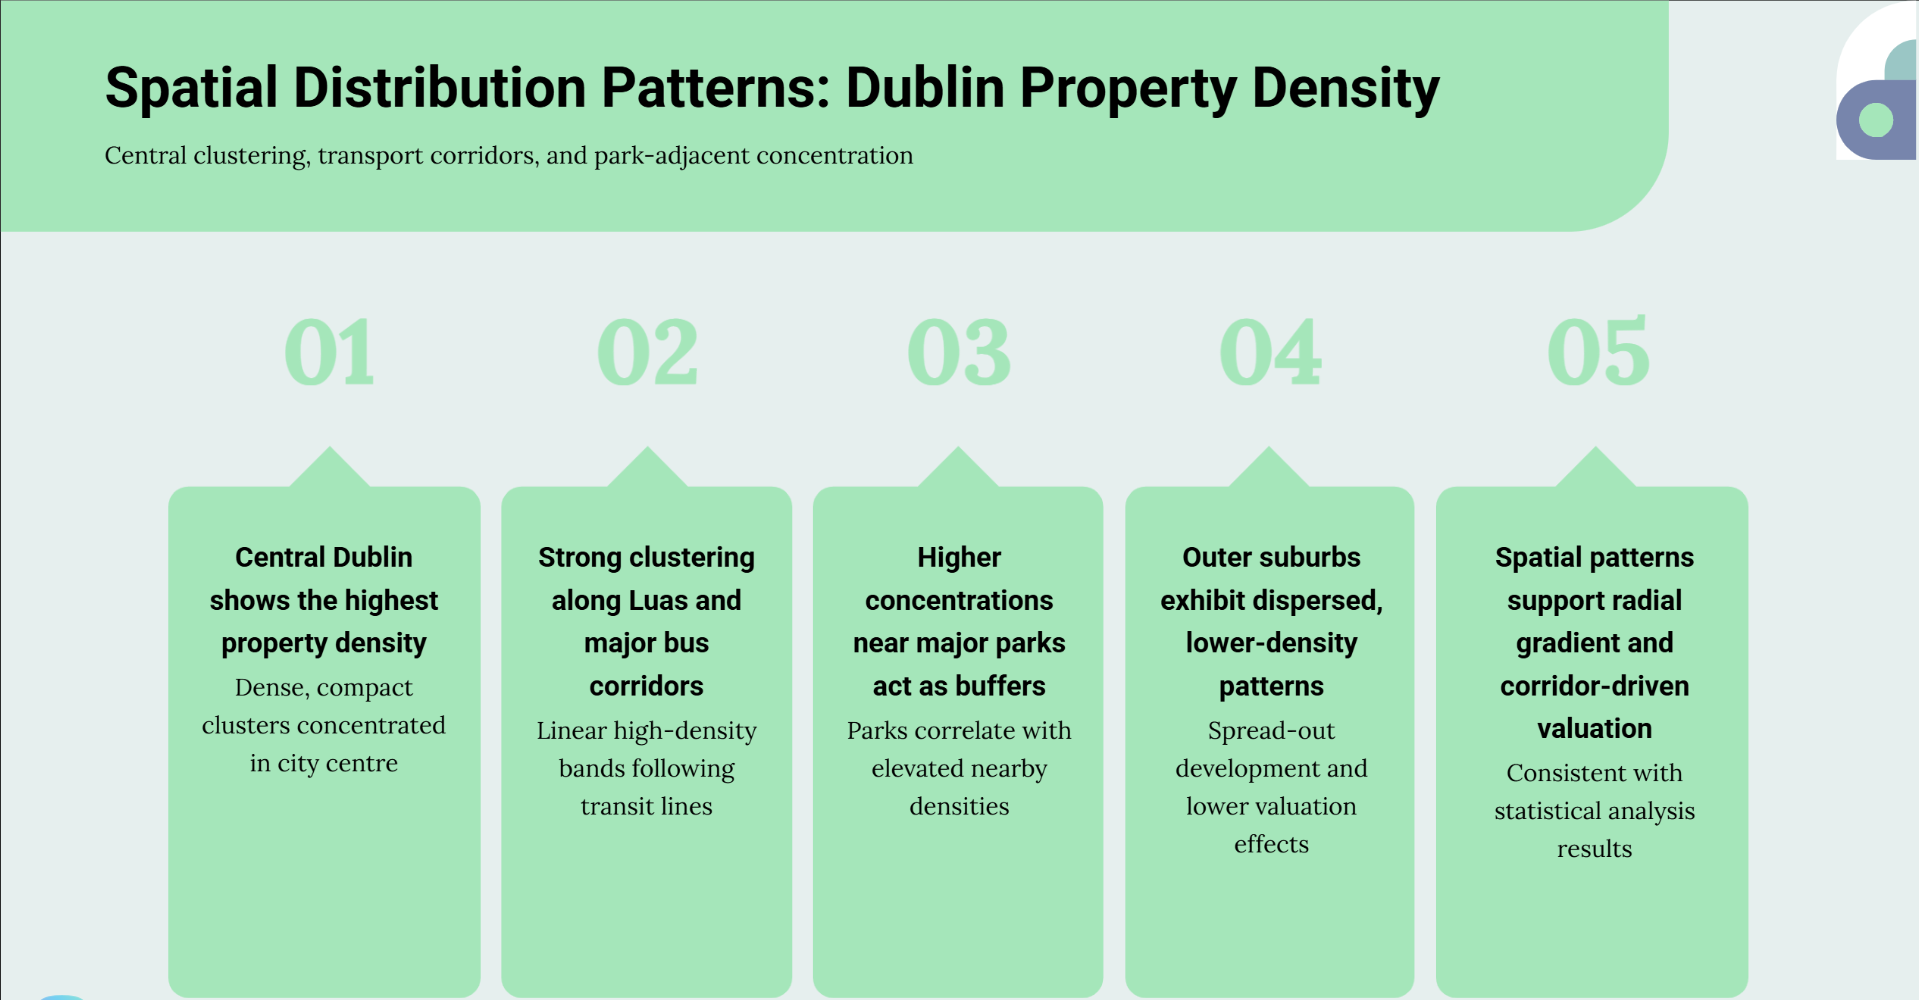 Spatial Distribution Patterns: Dublin Property Density
Central clustering, transport corridors, and park-adjacent concentration
01
02
03
04
05
Central Dublin
shows the highest
property density
Dense, compact
clusters concentrated
in city centre
Strong clustering
along Luas and
major bus
corridors
Linear high-density
bands following
transit lines
Higher
concentrations
near major parks
act as buffers
Parks correlate with
elevated nearby
densities
Outer suburbs
exhibit dispersed,
lower-density
patterns
Spread-out
development and
lower valuation
effects
Spatial patterns
support radial
gradient and
corridor-driven
valuation
Consistent with
statistical analysis
results